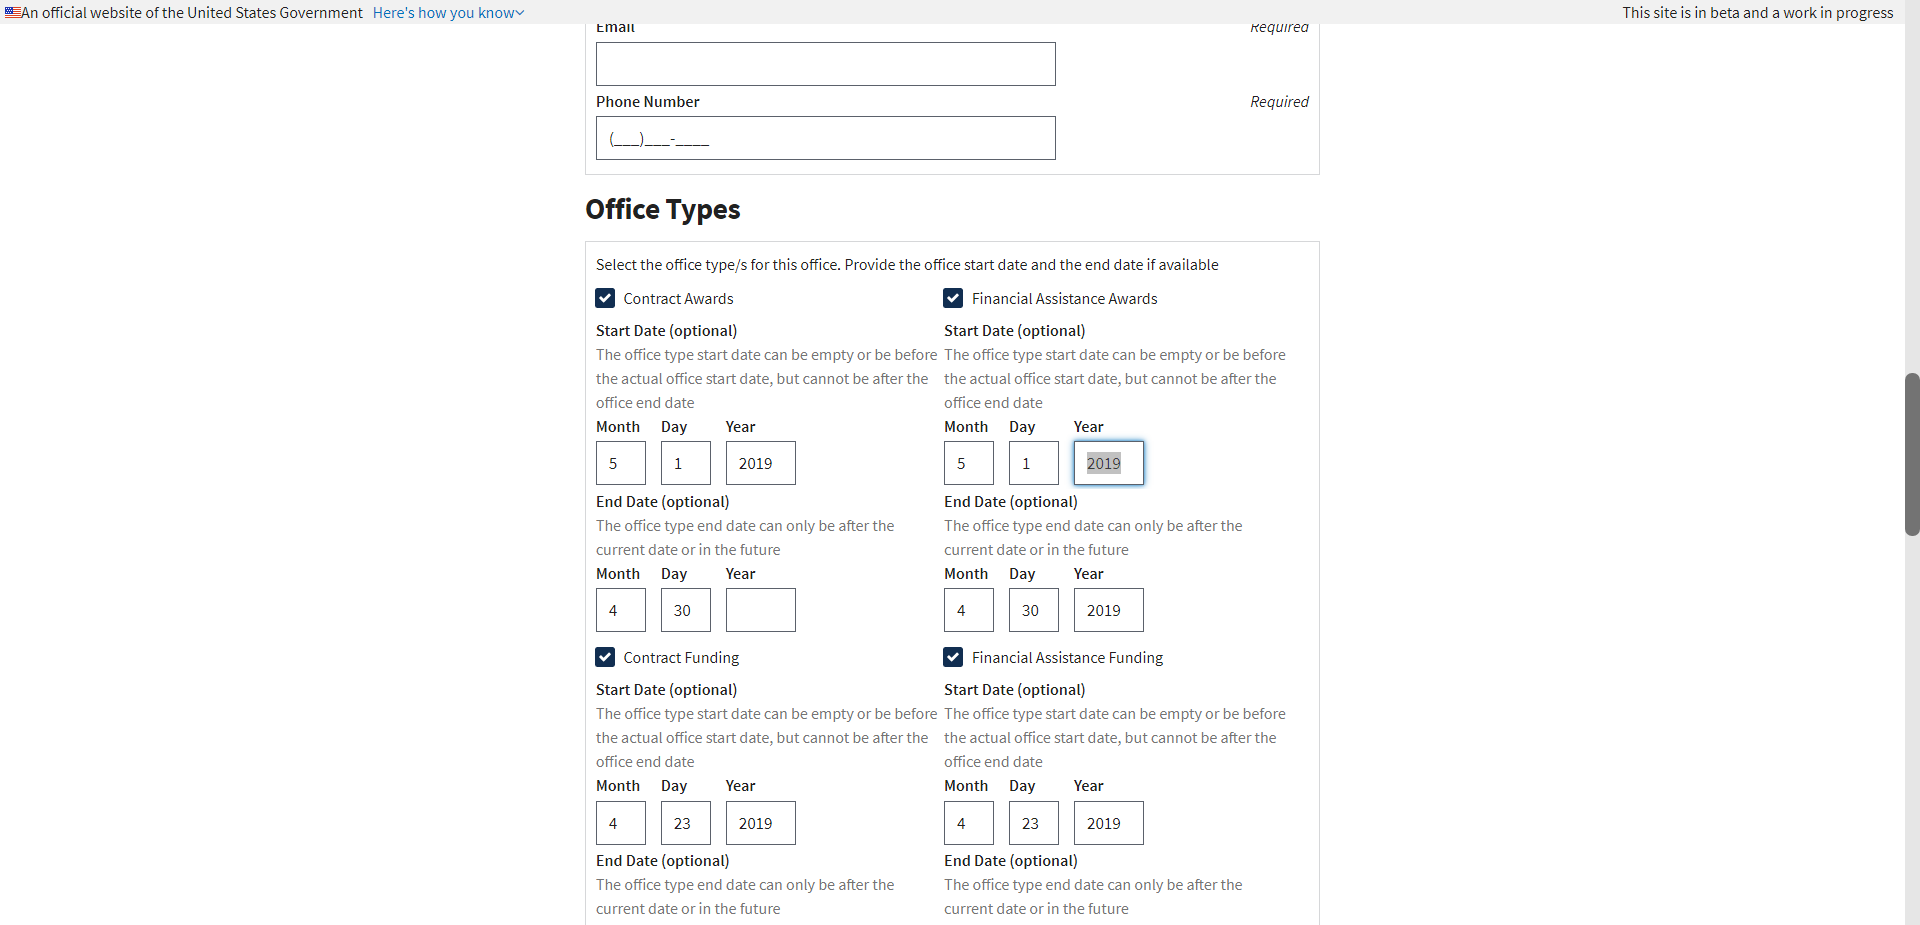 An official website of the United States Government Here's how you know This site is in beta and a work in progress
Email Required
Phone Number Required
(___)___-____
Office Types
Select the office type/s for this office. Provide the office start date and the end date if available
Contract Awards
Start Date (optional)
The office type start date can be empty or be before
the actual office start date, but cannot be after the
office end date
Month Day Year
5 1 2019
End Date (optional)
The office type end date can only be after the
current date or in the future
Month Day Year
4 30
Financial Assistance Awards
Start Date (optional)
The office type start date can be empty or be before
the actual office start date, but cannot be after the
office end date
Month Day Year
5 1 2019
End Date (optional)
The office type end date can only be after the
current date or in the future
Month Day Year
4 30 2019
Contract Funding
Start Date (optional)
The office type start date can be empty or be before
the actual office start date, but cannot be after the
office end date
Month Day Year
4 23 2019
End Date (optional)
The office type end date can only be after the
current date or in the future
Financial Assistance Funding
Start Date (optional)
The office type start date can be empty or be before
the actual office start date, but cannot be after the
office end date
Month Day Year
4 23 2019
End Date (optional)
The office type end date can only be after the
current date or in the future